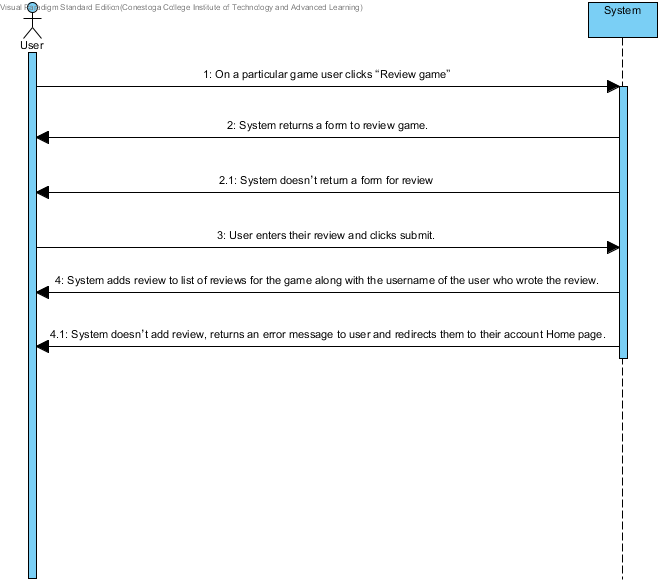 Visual Paradigm Standard Edition(Conestoga College Institute of Technology and Advanced Learning)
System
User
1: On a particular game user clicks “Review game”
2: System returns a form to review game.
2.1: System doesn’t return a form for review
3: User enters their review and clicks submit.
4: System adds review to list of reviews for the game along with the username of the user who wrote the review.
4.1: System doesn’t add review, returns an error message to user and redirects them to their account Home page.